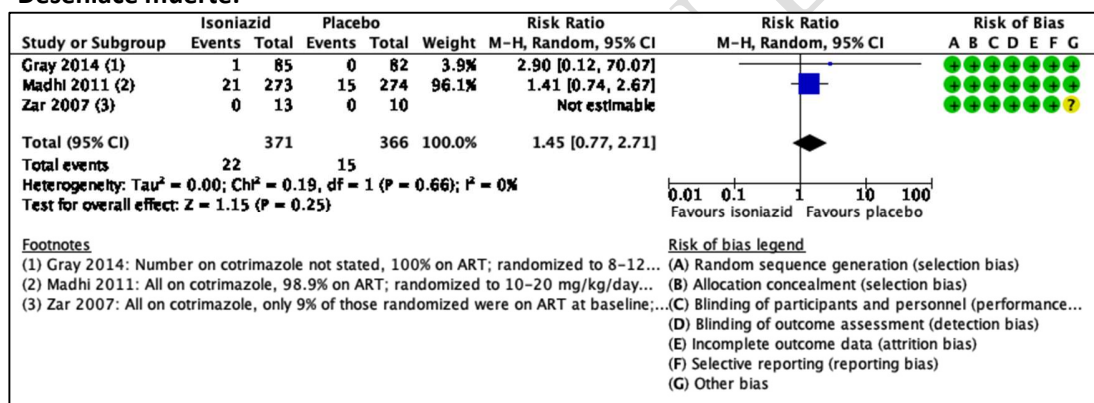 Desenlace muerte:
Isoniazid Placebo Risk Ratio Risk Ratio Risk of Bias
Study or Subgroup Events Total Events Total Weight M-H, Random, 95% CI M-H, Random, 95% CI A B C D E F G
Gray 2014 (1) 1 85 0 82 3.9% 2.90 [0.12, 70.07] + + + + + + +
Madhi 2011 (2) 21 273 15 274 96.1% 1.41 [0.74, 2.67] + + + + + + +
Zar 2007 (3) 0 13 0 10 Not estimable + + + + + + ?
Total (95% CI) 371 366 100.0% 1.45 [0.77, 2.71]
Total events 22 15
Heterogeneity: Tau² = 0.00; Chi² = 0.19, df = 1 (P = 0.66); I² = 0%
Test for overall effect: Z = 1.15 (P = 0.25)
0.01 0.1 1 10 100
Favours isoniazid Favours placebo
Footnotes
(1) Gray 2014: Number on cotrimazole not stated, 100% on ART; randomized to 8-12...
(2) Madhi 2011: All on cotrimazole, 98.9% on ART; randomized to 10-20 mg/kg/day...
(3) Zar 2007: All on cotrimazole, only 9% of those randomized were on ART at baseline;...
Risk of bias legend
(A) Random sequence generation (selection bias)
(B) Allocation concealment (selection bias)
(C) Blinding of participants and personnel (performance...
(D) Blinding of outcome assessment (detection bias)
(E) Incomplete outcome data (attrition bias)
(F) Selective reporting (reporting bias)
(G) Other bias